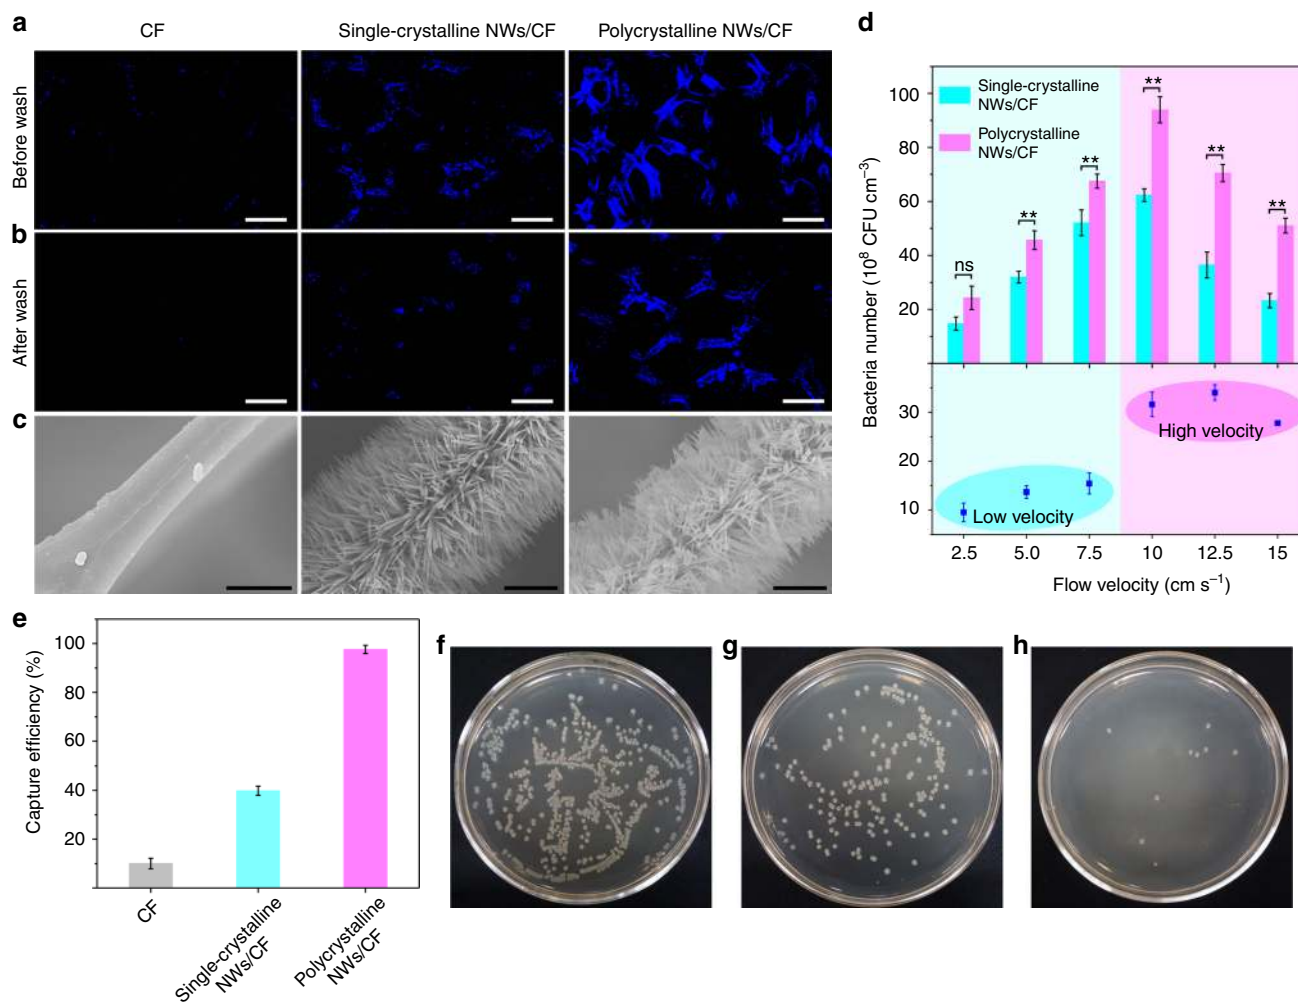 a
CF
Single-crystalline NWs/CF
Polycrystalline NWs/CF
Before wash
b
After wash
c
d
Bacteria number (10⁸ CFU cm⁻³)
100
80
60
40
20
30
20
10
Single-crystalline
NWs/CF
Polycrystalline
NWs/CF
ns
**
**
**
**
**
High velocity
Low velocity
2.5
5.0
7.5
10
12.5
15
Flow velocity (cm s⁻¹)
e
Capture efficiency (%)
100
80
60
40
20
CF
Single-crystalline
NWs/CF
Polycrystalline
NWs/CF
f
g
h